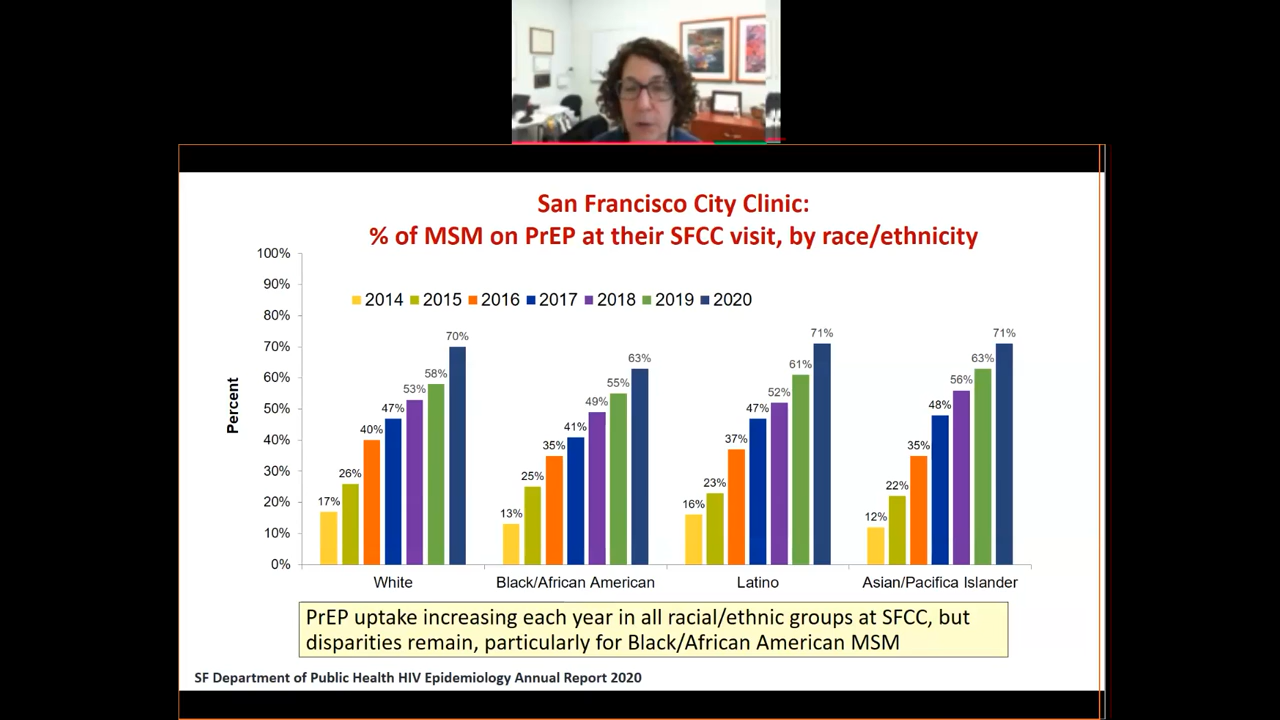 San Francisco City Clinic:
% of MSM on PrEP at their SFCC visit, by race/ethnicity
100%
90%
80%
70%
60%
50%
40%
30%
20%
10%
0%
Percent
2014 2015 2016 2017 2018 2019 2020
17% 26% 40% 47% 53% 58% 70%
13% 25% 35% 41% 49% 55% 63%
16% 23% 37% 47% 52% 61% 71%
12% 22% 35% 48% 56% 63% 71%
White Black/African American Latino Asian/Pacifica Islander
PrEP uptake increasing each year in all racial/ethnic groups at SFCC, but
disparities remain, particularly for Black/African American MSM
SF Department of Public Health HIV Epidemiology Annual Report 2020